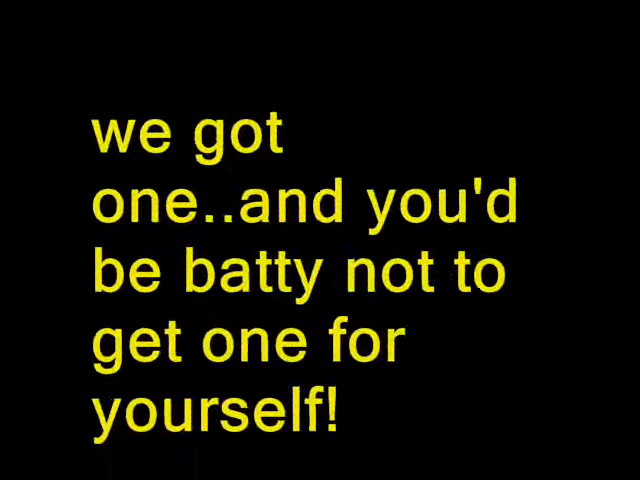 we got
one..and you'd
be batty not to
get one for
yourself!